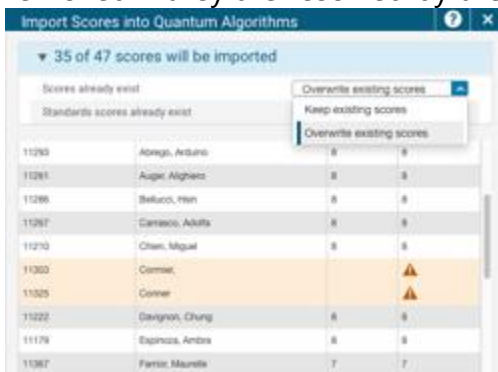 Import Scores into Quantum Algorithms ? ×
35 of 47 scores will be imported
Scores already exist Overwrite existing scores
Standards scores already exist Keep existing scores
Overwrite existing scores
11293 Abrego, Arduino 8 8
11261 Auger, Alighiero 8 8
11286 Bellucci, 8 8
11267 Carrasco, Adolfa 8 8
11210 Chien, Miguel 8 8
11303 Cormier,
11325 Conner
11222 Davignon, Chung 8 8
11179 Espinoza, Ambra 8 8
11367 Farrior, Maurella 7 7